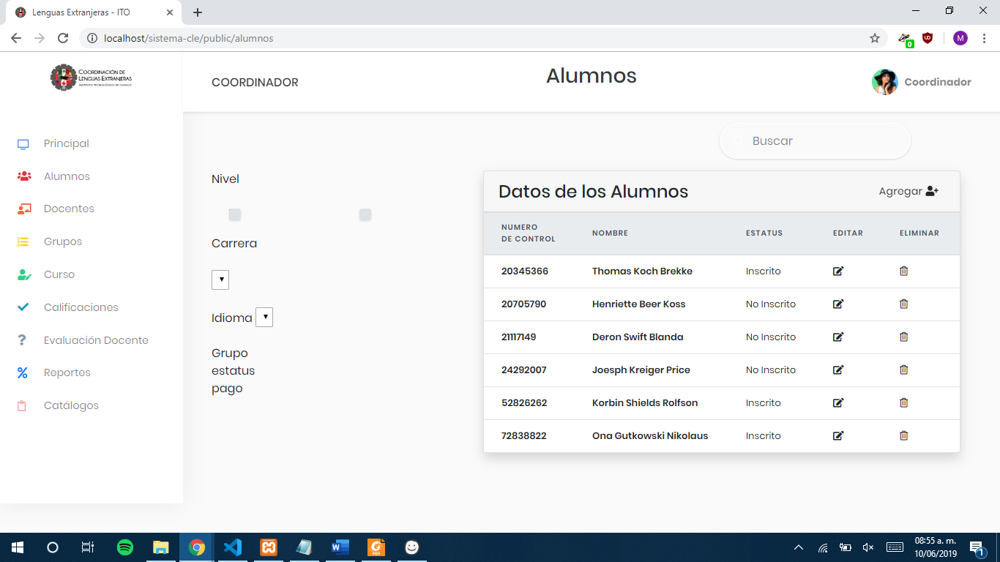 Lenguas Extranjeras - ITO
localhost/sistema-cle/public/alumnos
M
0
COORDINACIÓN DE
LENGUAS EXTRANJERAS
INSTITUTO TECNOLÓGICO DE OAXACA
COORDINADOR
Alumnos
Coordinador
Principal
Alumnos
Docentes
Grupos
Curso
Calificaciones
Evaluación Docente
Reportes
Catálogos
Buscar
Nivel
Carrera
Idioma
Grupo
estatus
pago
Datos de los Alumnos Agregar
NUMERO
DE CONTROL NOMBRE ESTATUS EDITAR ELIMINAR
20345366 Thomas Koch Brekke Inscrito
20705790 Henriette Beer Koss No Inscrito
21117149 Deron Swift Blanda No Inscrito
24292007 Joesph Kreiger Price No Inscrito
52826262 Korbin Shields Rolfson Inscrito
72838822 Ona Gutkowski Nikolaus Inscrito
08:55 a. m.
10/06/2019
1